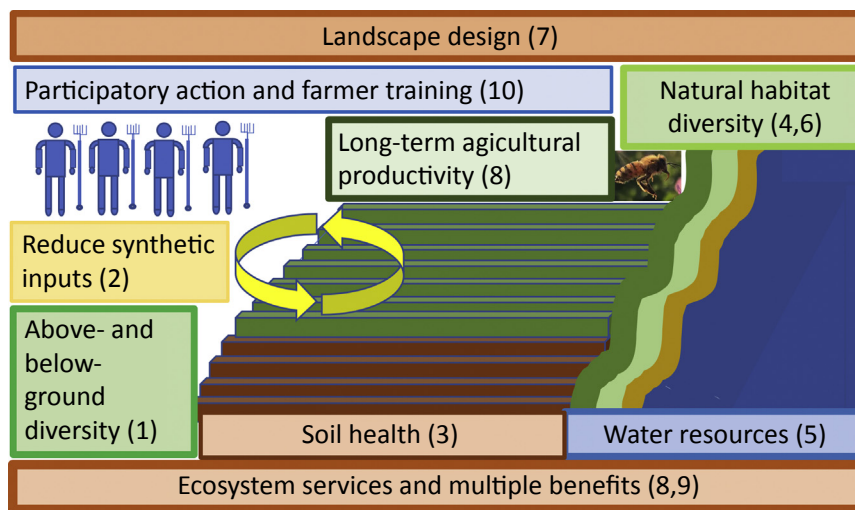 Landscape design (7)
Participatory action and farmer training (10)
Natural habitat
diversity (4,6)
Long-term agicultural
productivity (8)
Reduce synthetic
inputs (2)
Above- and
below-
ground
diversity (1)
Soil health (3)
Water resources (5)
Ecosystem services and multiple benefits (8,9)